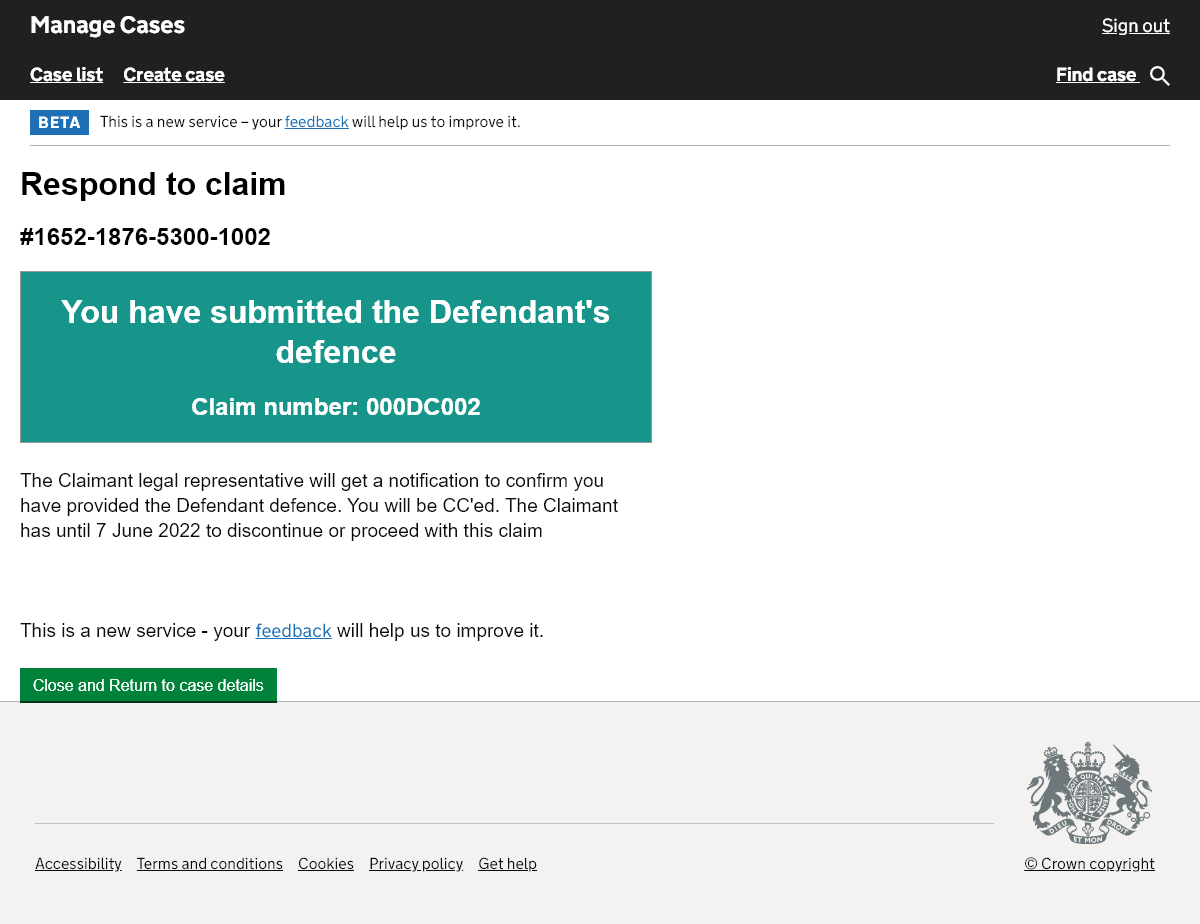 Manage Cases
Sign out
Case list Create case
Find case
BETA This is a new service – your feedback will help us to improve it.
Respond to claim
#1652-1876-5300-1002
You have submitted the Defendant's
defence
Claim number: 000DC002
The Claimant legal representative will get a notification to confirm you
have provided the Defendant defence. You will be CC'ed. The Claimant
has until 7 June 2022 to discontinue or proceed with this claim
This is a new service - your feedback will help us to improve it.
Close and Return to case details
DIEU ET MON DROIT
Accessibility Terms and conditions Cookies Privacy policy Get help
© Crown copyright